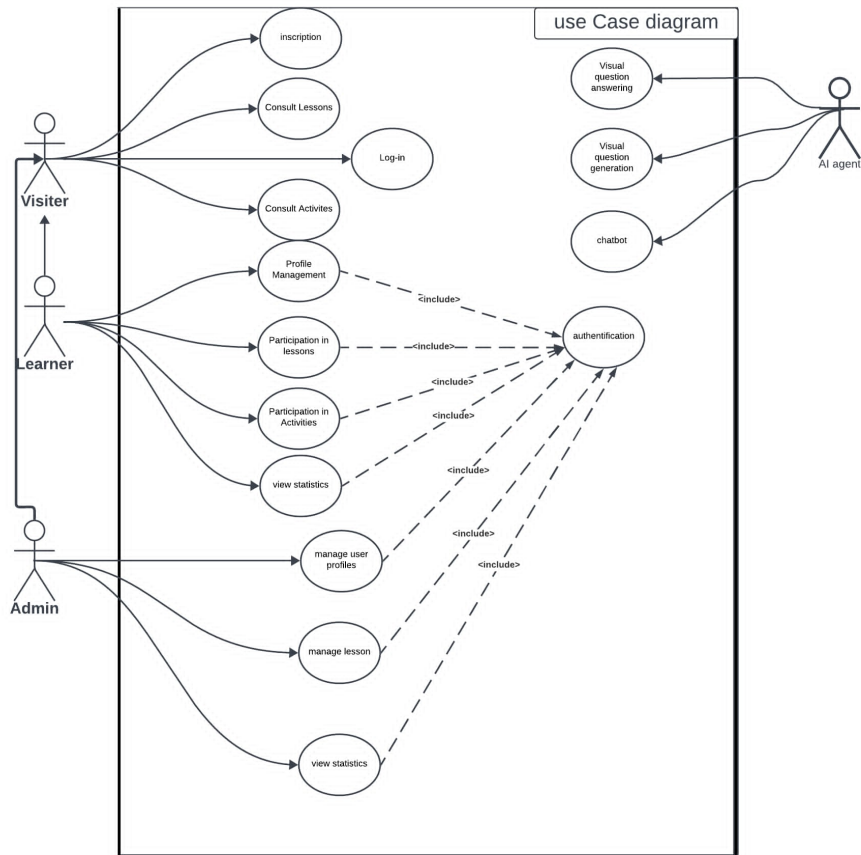 use Case diagram
inscription
Visual
question
answering
Consult Lessons
Log-in
Visual
question
generation
AI agent
Visiter
Consult Activites
chatbot
Profile
Management
<include>
authentification
Participation in
lessons
<include>
Learner
<include>
Participation in
Activities
<include>
view statistics
<include>
manage user
profiles
<include>
<include>
Admin
manage lesson
view statistics